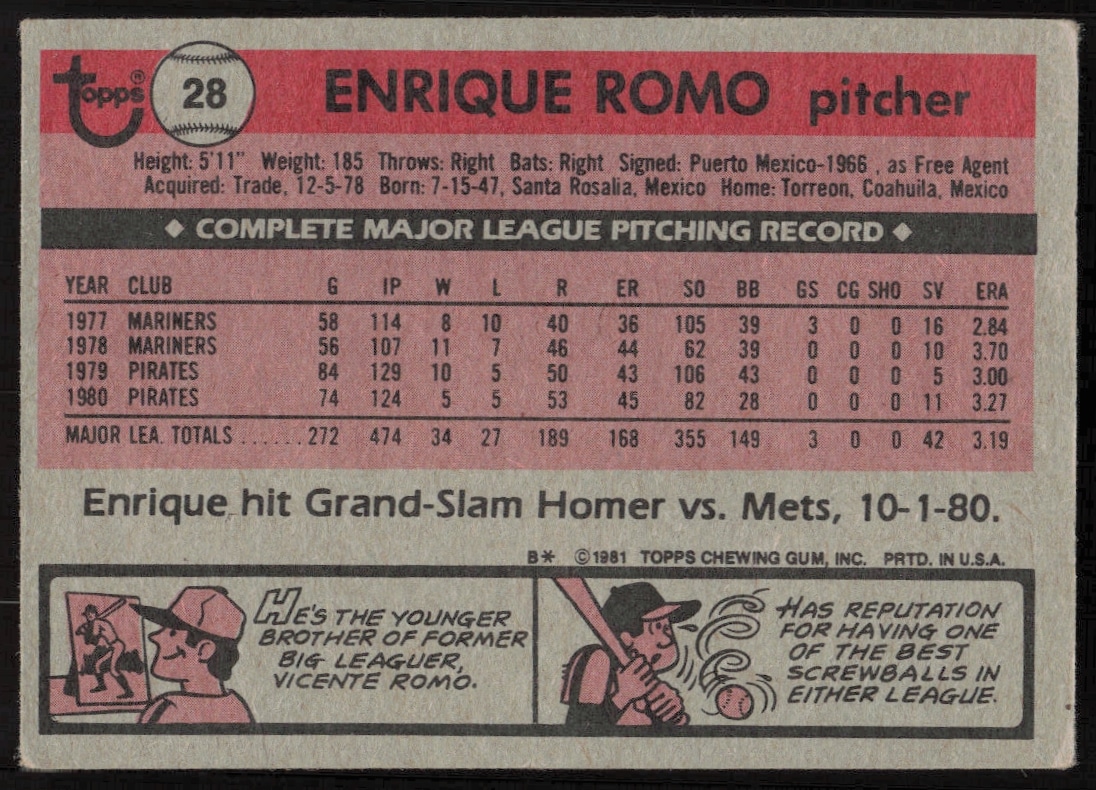 topps® 28 ENRIQUE ROMO pitcher
Height: 5'11" Weight: 185 Throws: Right Bats: Right Signed: Puerto Mexico-1966, as Free Agent
Acquired: Trade, 12-5-78 Born: 7-15-47, Santa Rosalia, Mexico Home: Torreon, Coahuila, Mexico
◆ COMPLETE MAJOR LEAGUE PITCHING RECORD ◆
YEAR CLUB G IP W L R ER SO BB GS CG SHO SV ERA
1977 MARINERS 58 114 8 10 40 36 105 39 3 0 0 16 2.84
1978 MARINERS 56 107 11 7 46 44 62 39 0 0 0 10 3.70
1979 PIRATES 84 129 10 5 50 43 106 43 0 0 0 5 3.00
1980 PIRATES 74 124 5 5 53 45 82 28 0 0 0 11 3.27
MAJOR LEA. TOTALS ......272 474 34 27 189 168 355 149 3 0 0 42 3.19
Enrique hit Grand-Slam Homer vs. Mets, 10-1-80.
B* ©1981 TOPPS CHEWING GUM, INC. PRTD. IN U.S.A.
HE'S THE YOUNGER
BROTHER OF FORMER
BIG LEAGUER,
VICENTE ROMO.
HAS REPUTATION
FOR HAVING ONE
OF THE BEST
SCREWBALLS IN
EITHER LEAGUE.